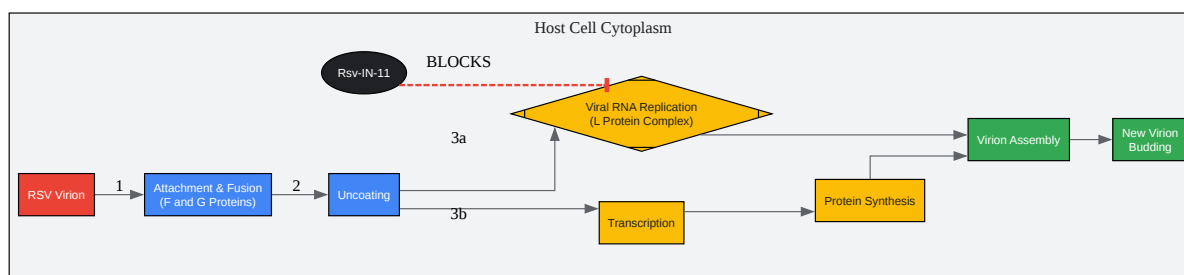 Host Cell Cytoplasm
Rsv-IN-11
BLOCKS
Viral RNA Replication
(L Protein Complex)
3a
Virion Assembly
New Virion
Budding
RSV Virion
1
Attachment & Fusion
(F and G Proteins)
2
Uncoating
3b
Transcription
Protein Synthesis